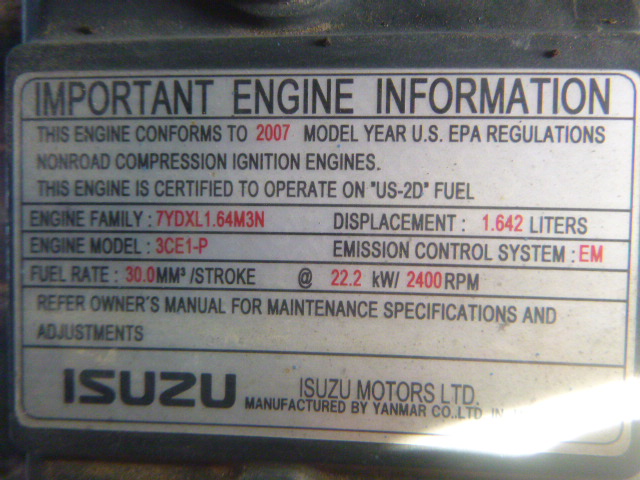 IMPORTANT ENGINE INFORMATION
THIS ENGINE CONFORMS TO 2007 MODEL YEAR U.S. EPA REGULATIONS
NONROAD COMPRESSION IGNITION ENGINES.
THIS ENGINE IS CERTIFIED TO OPERATE ON "US-2D" FUEL
ENGINE FAMILY : 7YDXL1.64M3N DISPLACEMENT : 1.642 LITERS
ENGINE MODEL : 3CE1-P EMISSION CONTROL SYSTEM : EM
FUEL RATE : 30.0MM³ /STROKE @ 22.2 kW/ 2400 RPM
REFER OWNER'S MANUAL FOR MAINTENANCE SPECIFICATIONS AND
ADJUSTMENTS
ISUZU ISUZU MOTORS LTD.
MANUFACTURED BY YANMAR CO.,LTD. IN